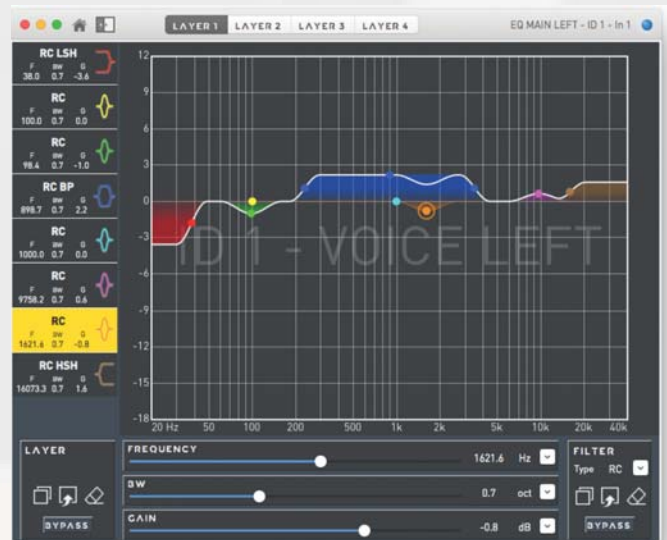 LAYER 1 LAYER 2 LAYER 3 LAYER 4 EQ MAIN LEFT - ID 1 - In 1
RC LSH
F BW G
38.0 0.7 -3.6
RC
F BW G
100.0 0.7 0.0
RC
F BW G
98.4 0.7 -1.0
RC BP
F BW G
898.7 0.7 2.2
RC
F BW G
1000.0 0.7 0.0
RC
F BW G
9758.2 0.7 0.6
RC
F BW G
1621.6 0.7 -0.8
RC HSH
F BW G
16073.3 0.7 1.6
12
9
6
3
0
-3
-6
-9
-12
-15
-18
ID 1 - VOICE LEFT
20 Hz 50 100 200 500 1k 2k 5k 10k 20k 40k
LAYER
BYPASS
FREQUENCY
1621.6 Hz
BW
0.7 oct
GAIN
-0.8 dB
FILTER
Type RC
BYPASS